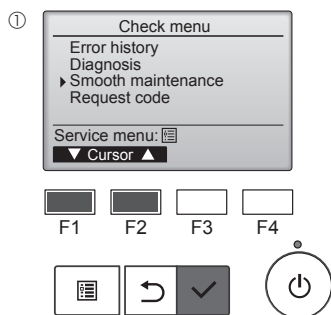 ①
Check menu
Error history
Diagnosis
Smooth maintenance
Request code
Service menu:
▼ Cursor ▲
F1 F2 F3 F4